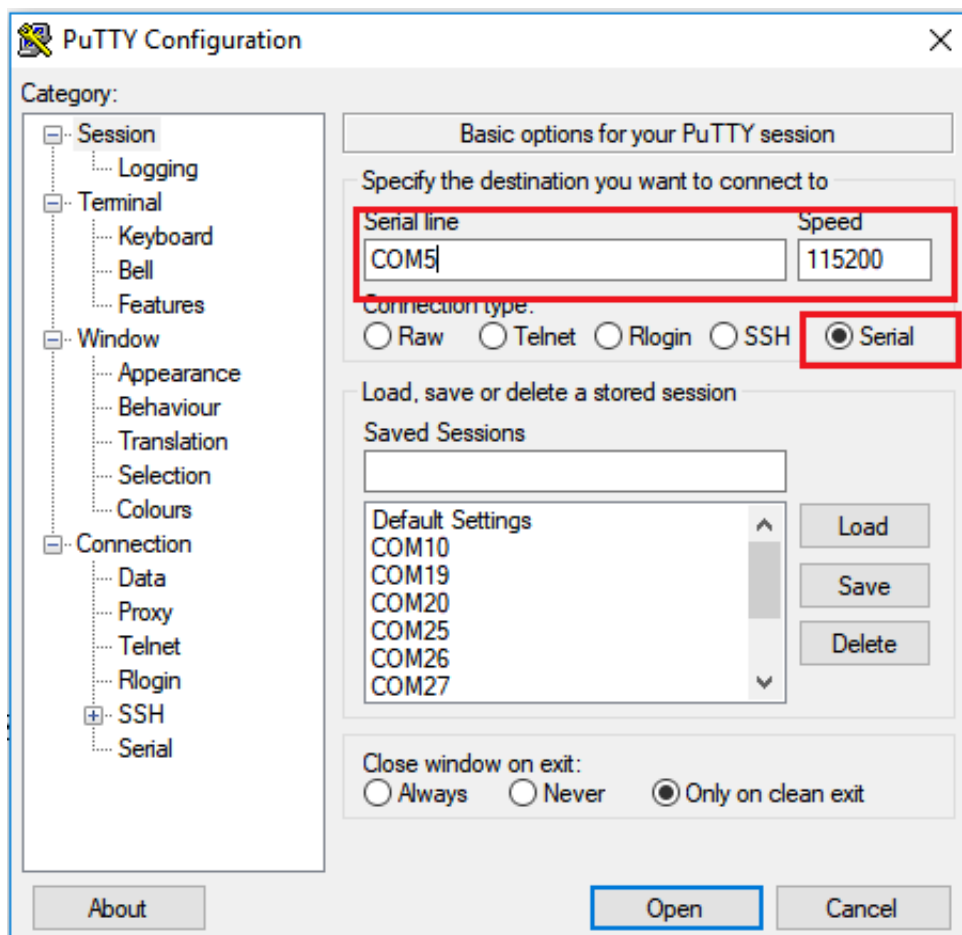 PuTTY Configuration
Category:
Session
Logging
Terminal
Keyboard
Bell
Features
Window
Appearance
Behaviour
Translation
Selection
Colours
Connection
Data
Proxy
Telnet
Rlogin
SSH
Serial
Basic options for your PuTTY session
Specify the destination you want to connect to
Serial line Speed
COM5 115200
Connection type:
Raw Telnet Rlogin SSH Serial
Load, save or delete a stored session
Saved Sessions
Default Settings
COM10
COM19
COM20
COM25
COM26
COM27
Load
Save
Delete
Close window on exit:
Always Never Only on clean exit
About Open Cancel